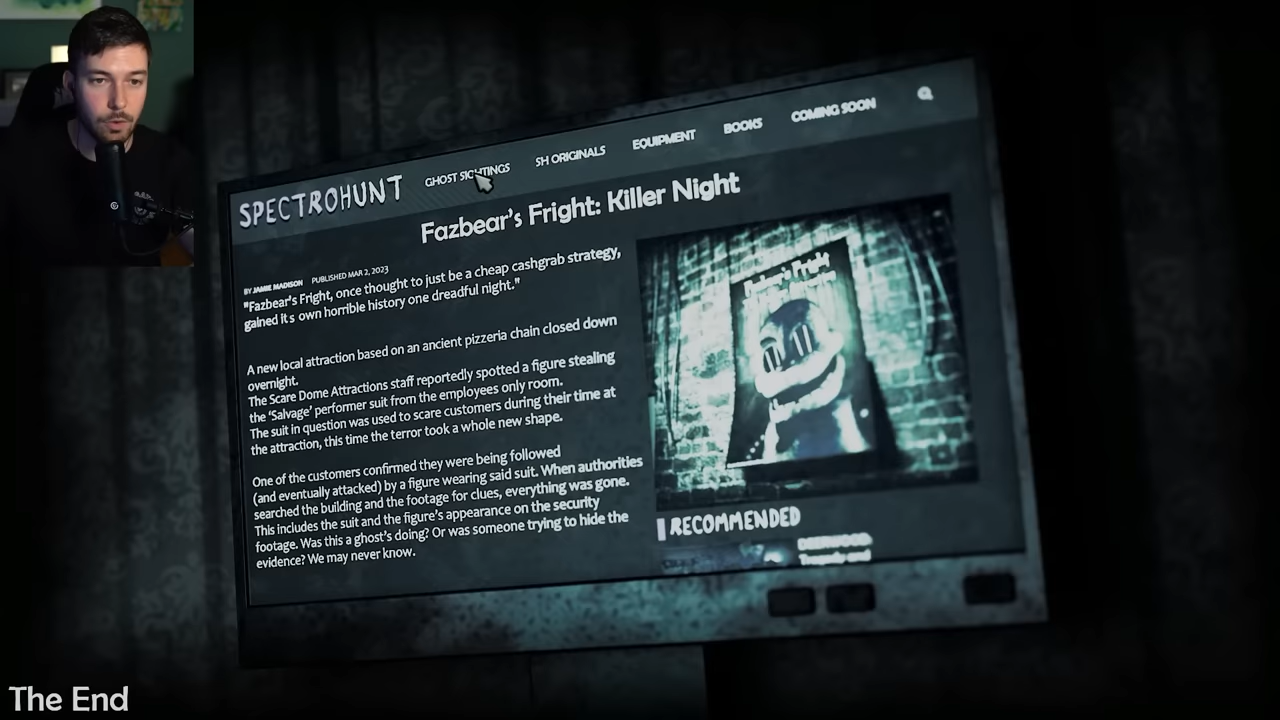 SPECTROHUNT
GHOST SIGHTINGS
SH ORIGINALS
EQUIPMENT
BOOKS
COMING SOON
Fazbear's Fright: Killer Night
BY JAMIE MADISON PUBLISHED MAR 2, 2023
"Fazbear's Fright, once thought to just be a cheap cashgrab strategy,
gained its own horrible history one dreadful night."
A new local attraction based on an ancient pizzeria chain closed down
overnight.
The Scare Dome Attractions staff reportedly spotted a figure stealing
the 'Salvage' performer suit from the employees only room.
The suit in question was used to scare customers during their time at
the attraction, this time the terror took a whole new shape.
One of the customers confirmed they were being followed
(and eventually attacked) by a figure wearing said suit. When authorities
searched the building and the footage for clues, everything was gone.
This includes the suit and the figure's appearance on the security
footage. Was this a ghost's doing? Or was someone trying to hide the
evidence? We may never know.
Fazbear's Fright
RECOMMENDED
Tragedy and
The End